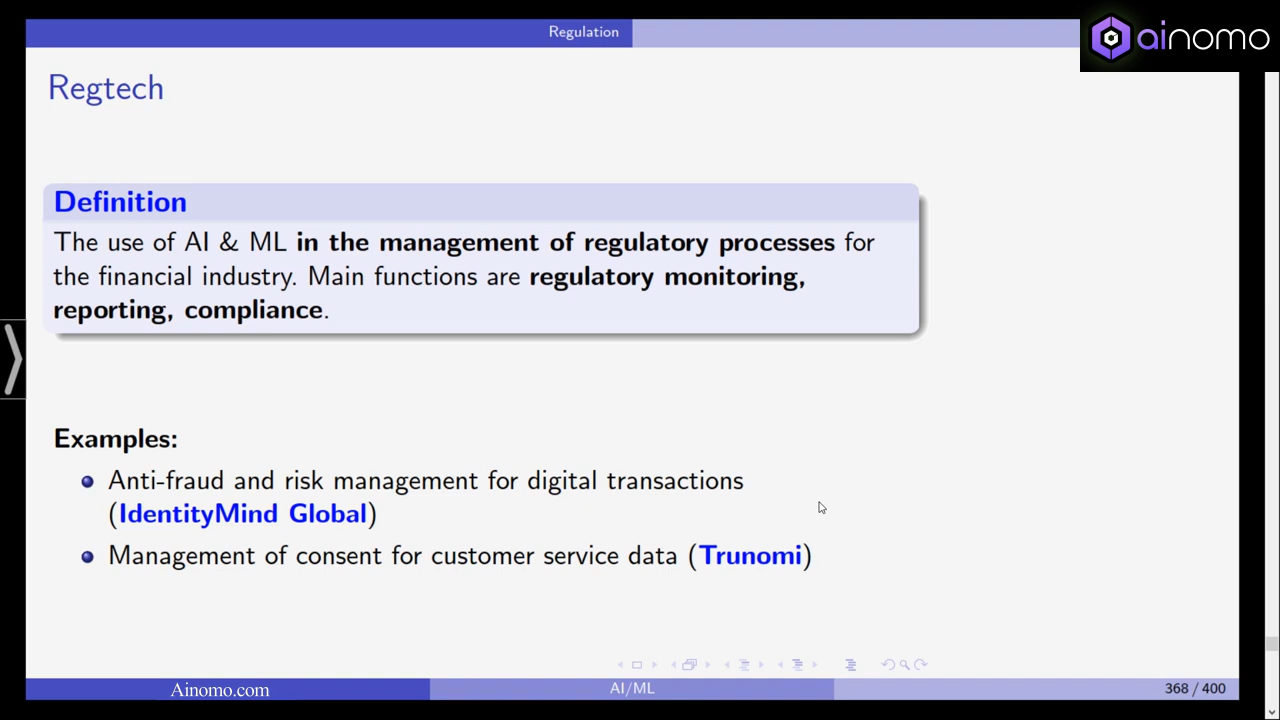 Regulation
ainomo
Regtech
Definition
The use of AI & ML in the management of regulatory processes for
the financial industry. Main functions are regulatory monitoring,
reporting, compliance.
Examples:
Anti-fraud and risk management for digital transactions
(IdentityMind Global)
Management of consent for customer service data (Trunomi)
Ainomo.com
AI/ML
368 / 400